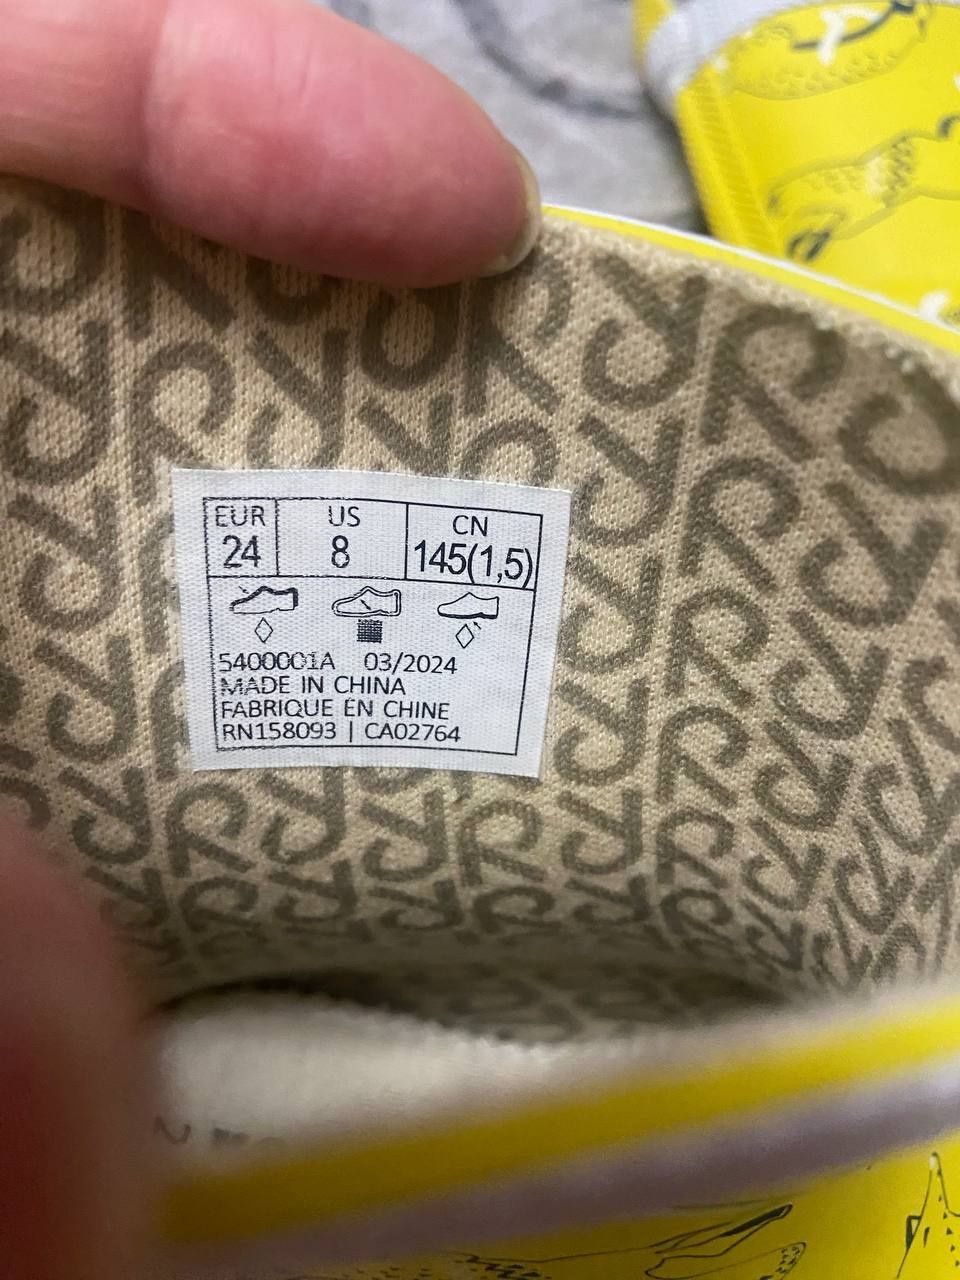 EUR US CN
24 8 145(1,5)
5400001A 03/2024
MADE IN CHINA
FABRIQUE EN CHINE
RN158093 | CA02764